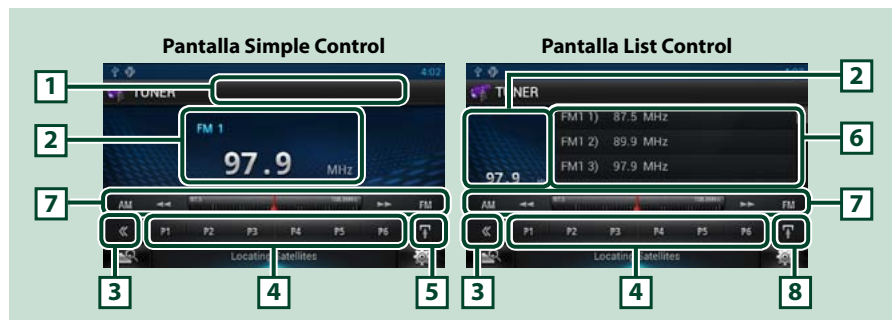 Pantalla Simple Control
Pantalla List Control
4:02
1
TUNER
2
FM 1
97.9 MHz
7
AM
FM
P1 P2 P3 P4 P5 P6
Locating Satellites
3
4
5
2
TUNER
FM1 1) 87.5 MHz
FM1 2) 89.9 MHz
FM1 3) 97.9 MHz
6
97.9
7
AM
FM
P1 P2 P3 P4 P5 P6
Locating Satellites
3
4
8